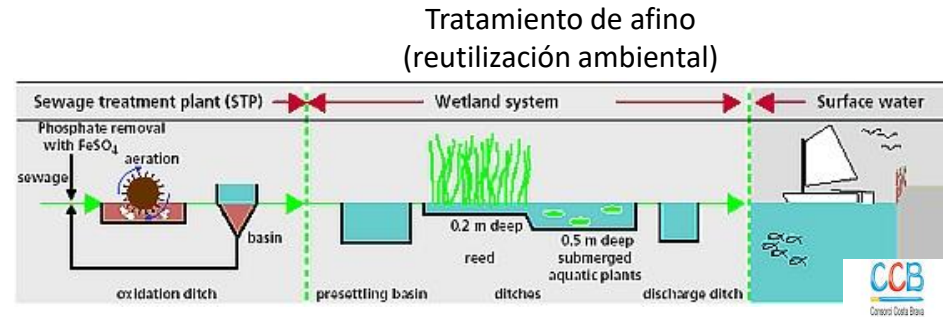 Tratamiento de afino
(reutilización ambiental)
Sewage treatment plant (STP)
Wetland system
Surface water
Phosphate removal
with FeSO4
aeration
sewage
basin
oxidation ditch
0.2 m deep
reed
0.5 m deep
submerged
aquatic plants
presettling basin
ditches
discharge ditch
CCB
Consorci Costa Brava